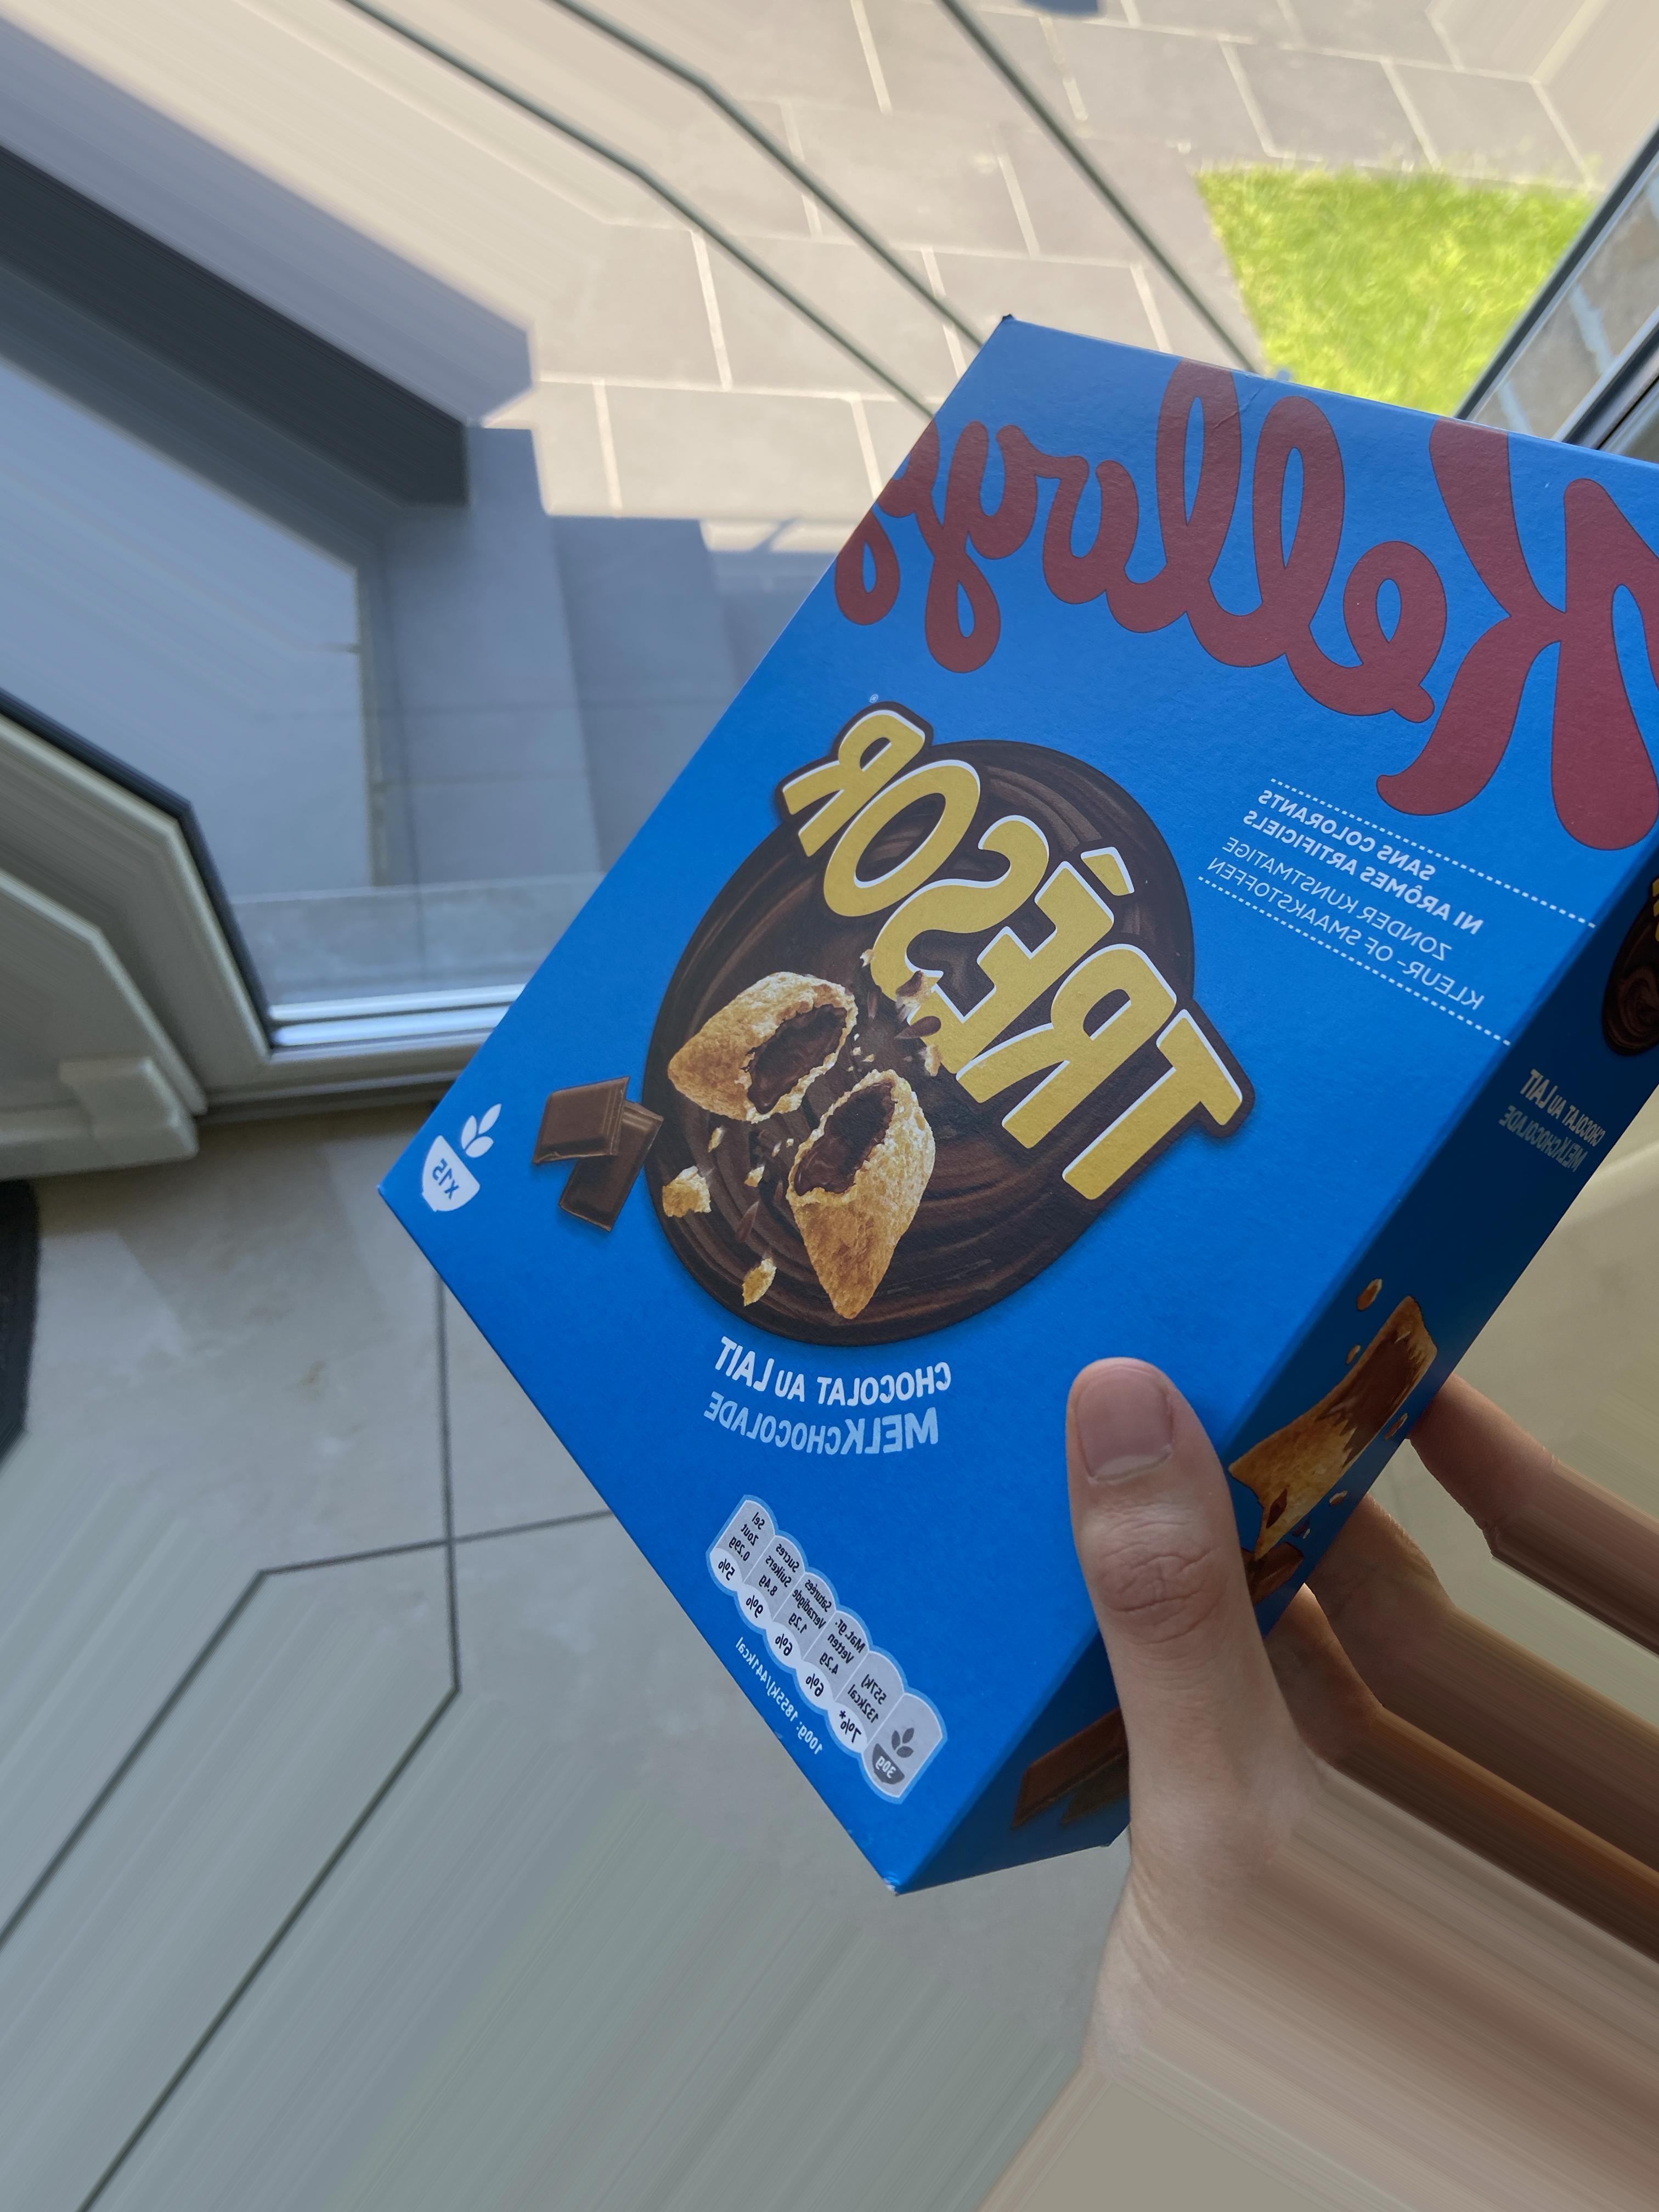 Kellogg's
TRÉSOR
®
SANS COLORANTS
NI ARÔMES ARTIFICIELS
ZONDER KUNSTMATIGE
KLEUR- OF SMAAKSTOFFEN
CHOCOLAT AU LAIT
MELKCHOCOLADE
x15
30g
557kJ
132kcal
7%*
Mat.gr.
Vetten
4.2g
6%
Saturées
Verzadigde
1.2g
6%
Sucres
Suikers
8.4g
9%
Sel
Zout
0.29g
5%
100g: 1855kJ/441kcal
CHOCOLAT AU LAIT
MELKCHOCOLADE